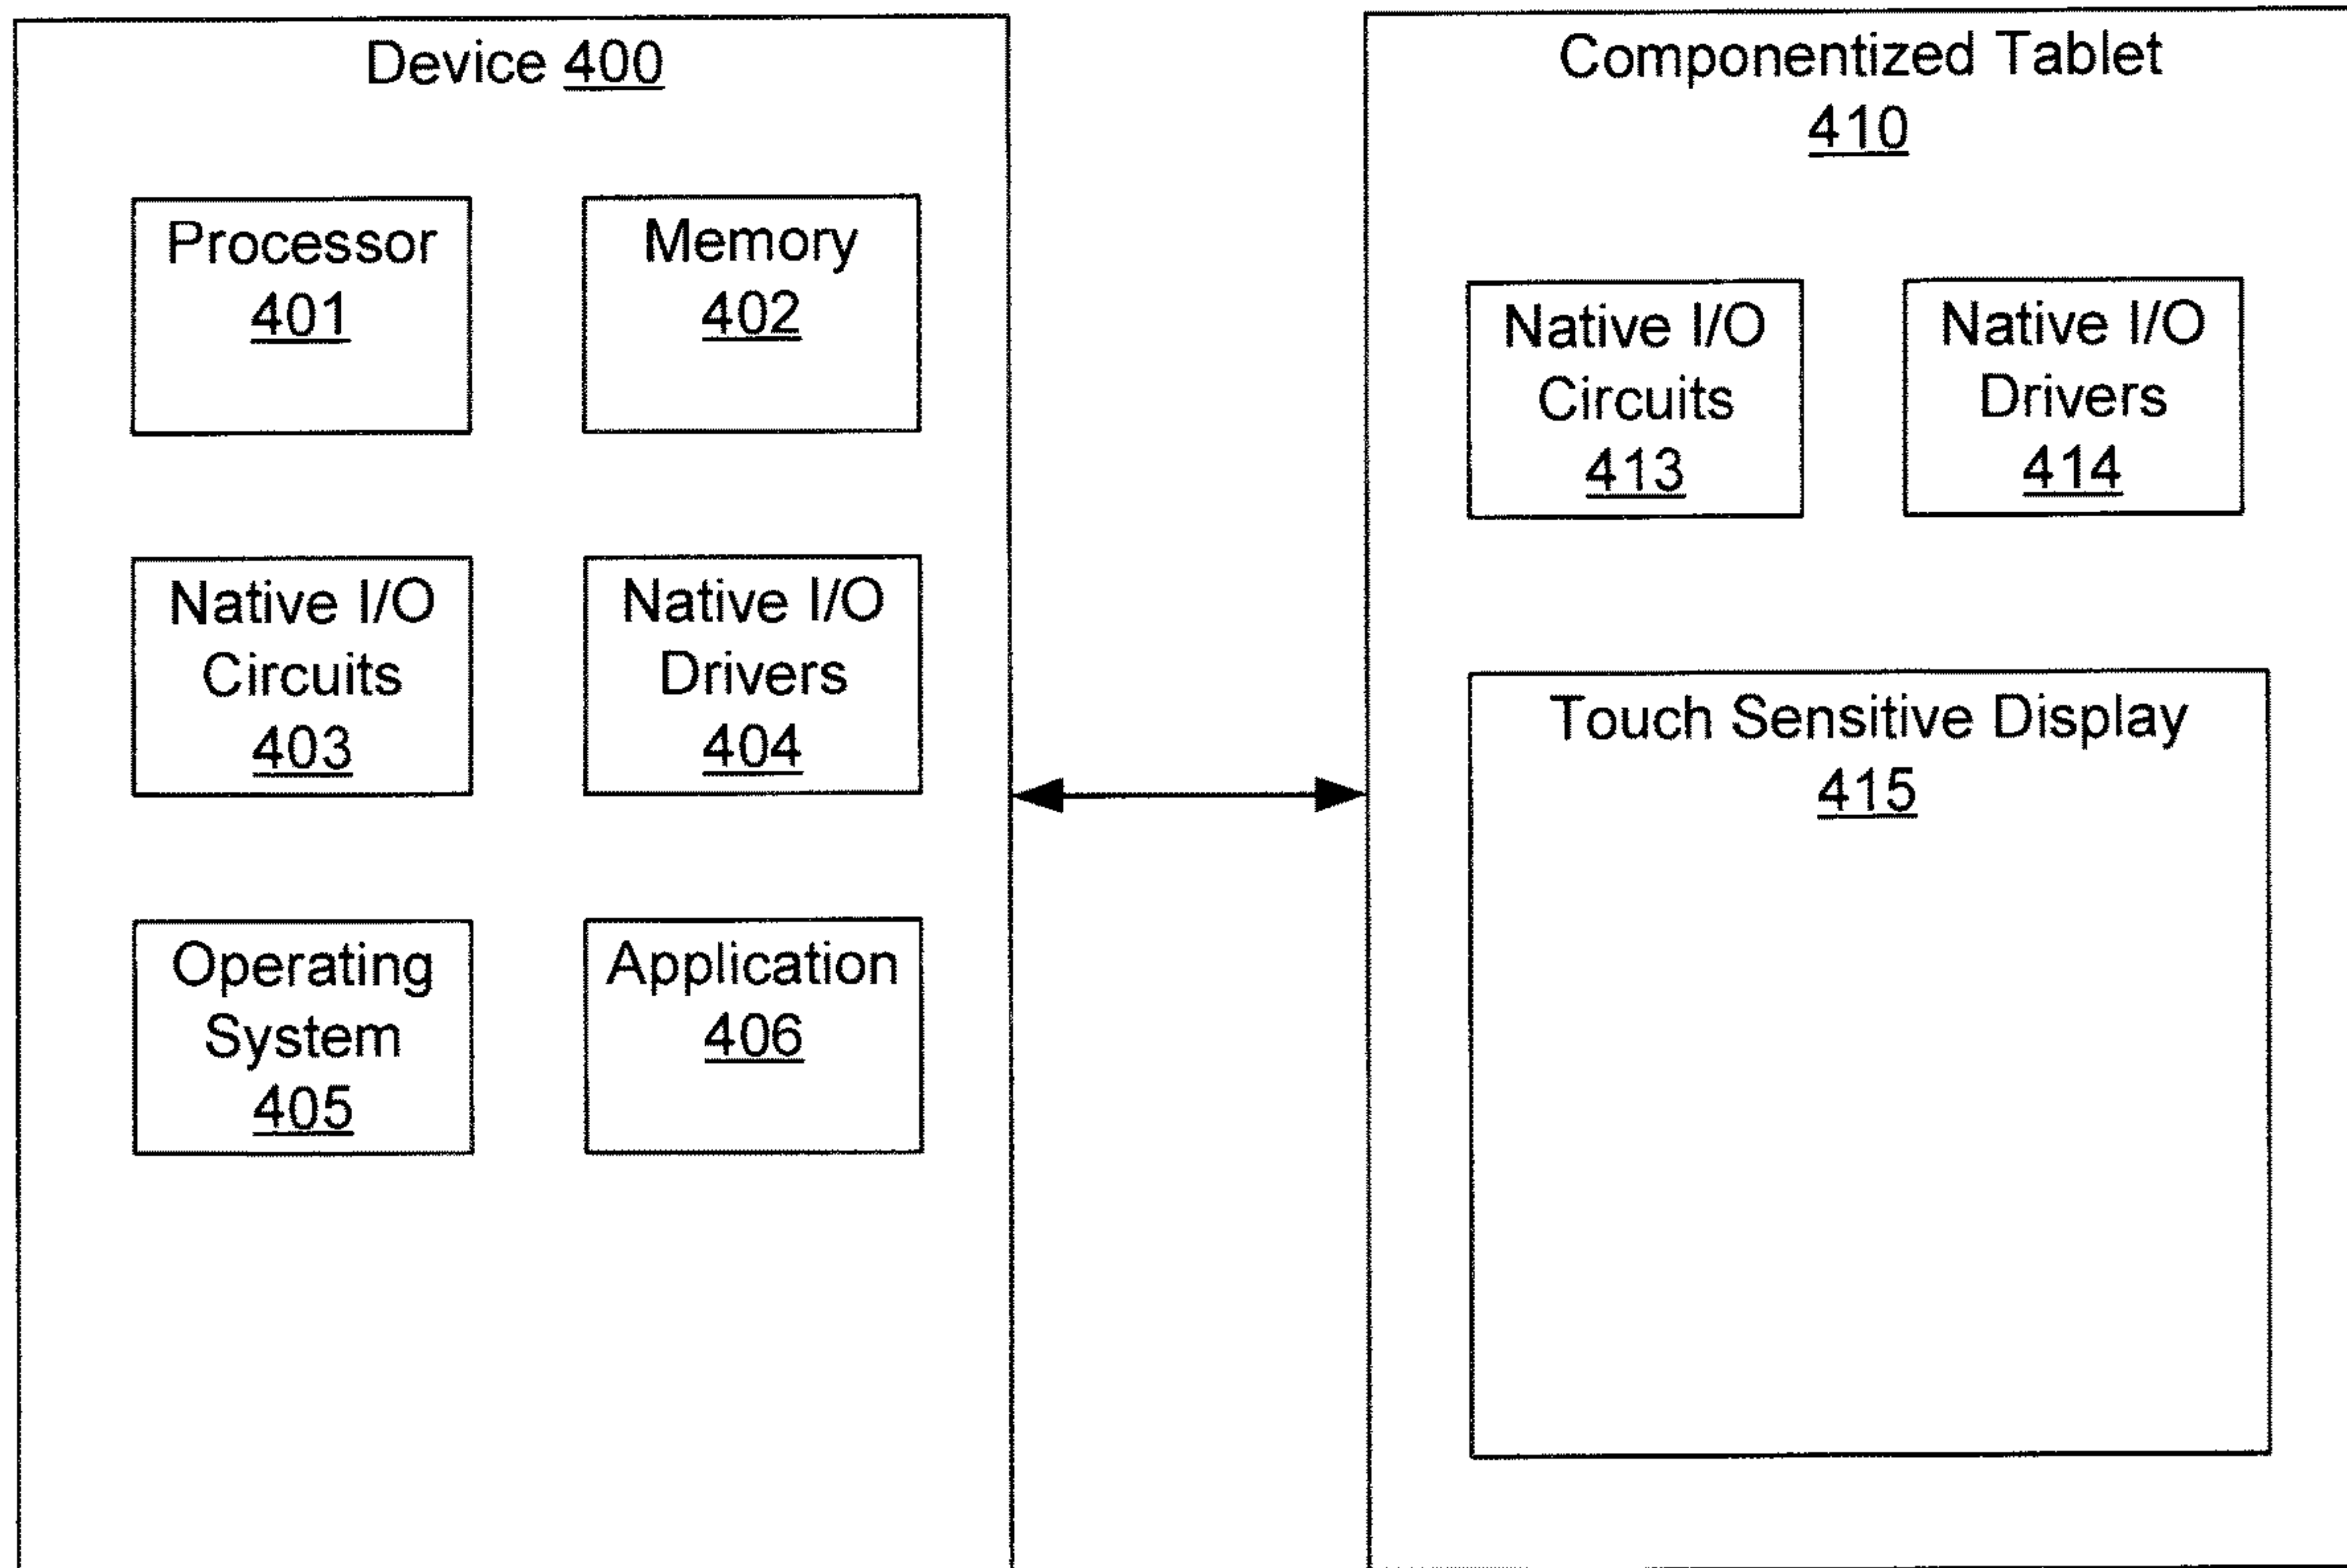 Device 400
Processor
401
Memory
402
Native I/O
Circuits
403
Native I/O
Drivers
404
Operating
System
405
Application
406
Componentized Tablet
410
Native I/O
Circuits
413
Native I/O
Drivers
414
Touch Sensitive Display
415